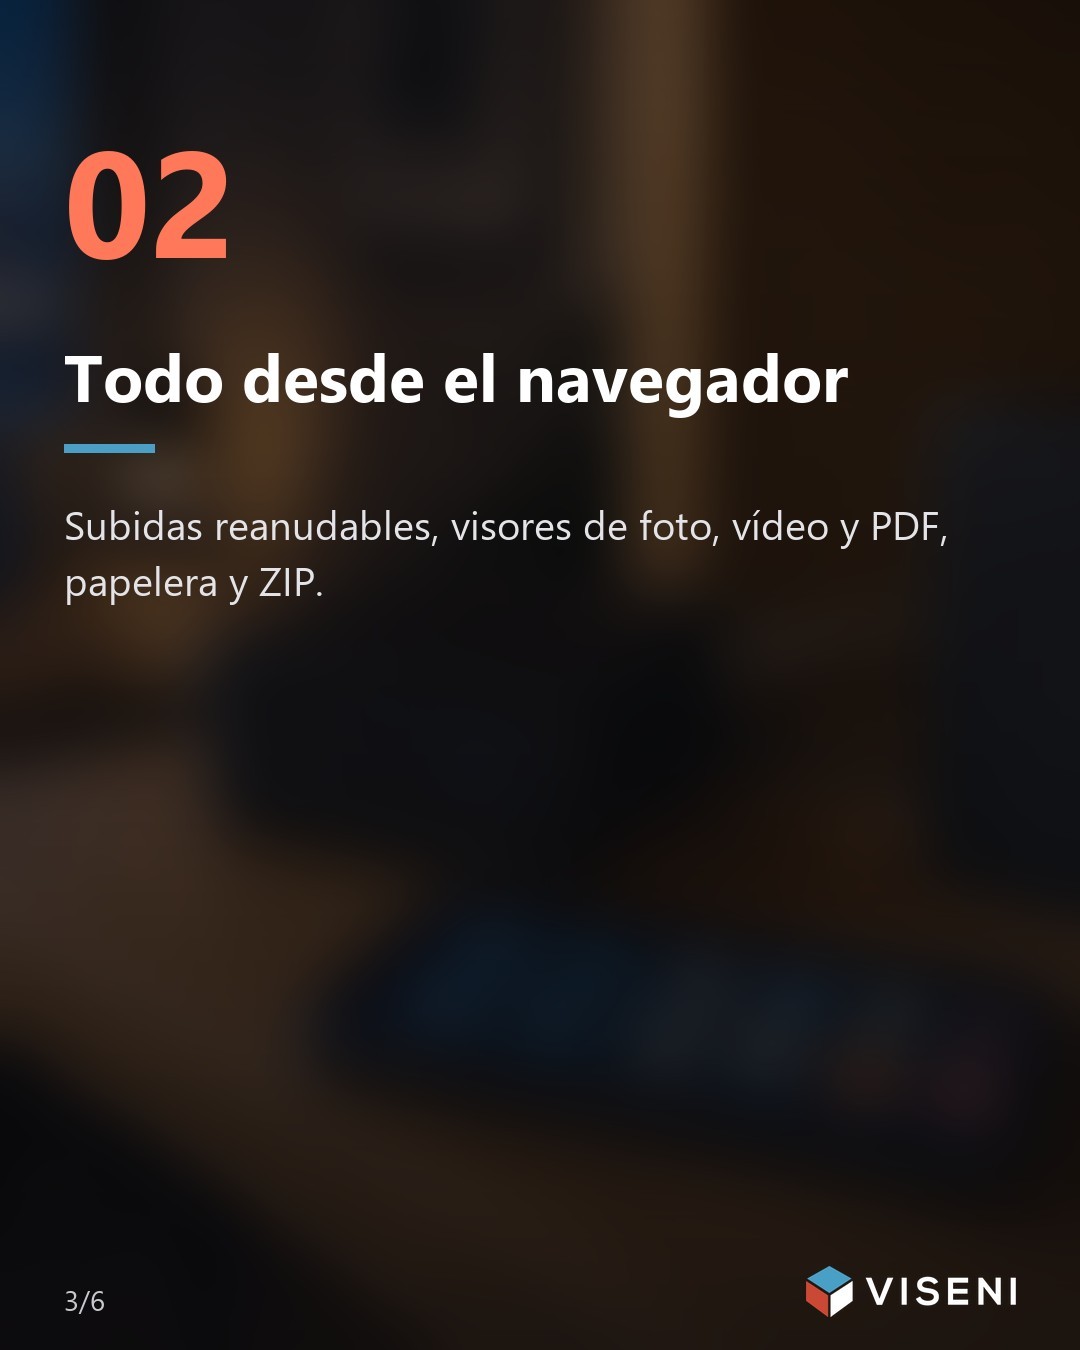 02
Todo desde el navegador
Subidas reanudables, visores de foto, vídeo y PDF,
papelera y ZIP.
3/6
VISENI